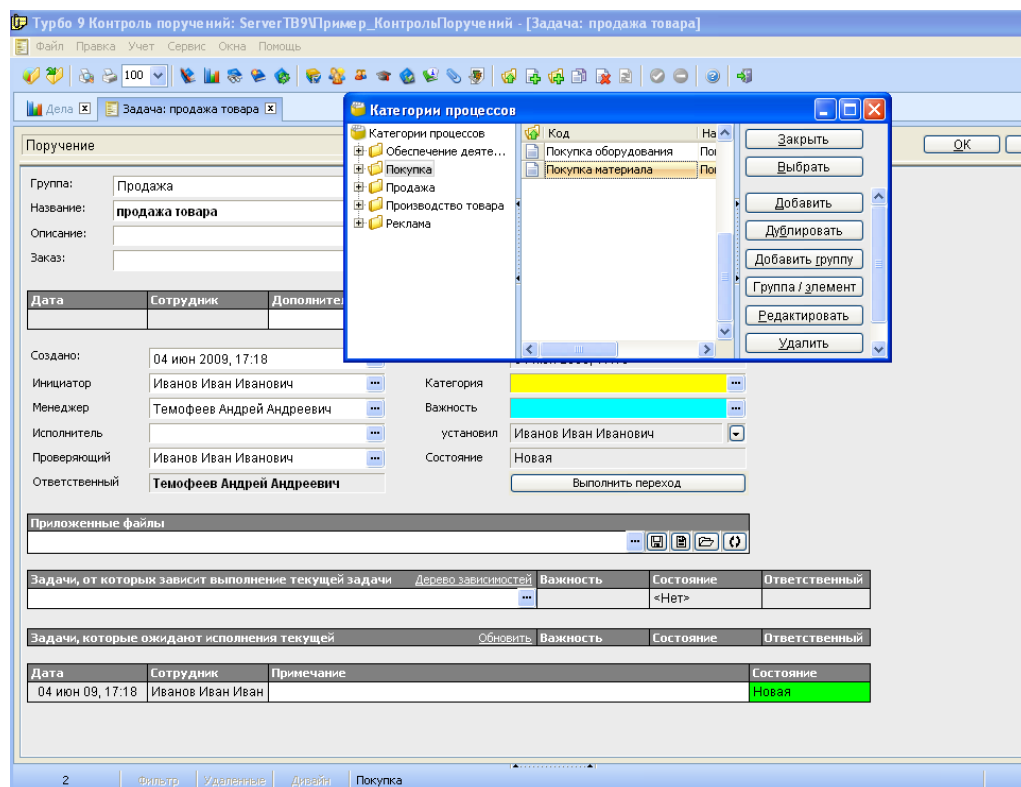 Турбо 9 Контроль поручений: ServerTB9\Пример_КонтрольПоручений - [Задача: продажа товара]
Файл Правка Учет Сервис Окна Помощь
100
Дела Задача: продажа товара
Категории процессов
Поручение
OK
Категории процессов
Обеспечение деяте...
Покупка
Продажа
Производство товара
Реклама
Код На
Покупка оборудования По
Покупка материала По
Закрыть
Выбрать
Добавить
Дублировать
Добавить группу
Группа / элемент
Редактировать
Удалить
Группа: Продажа
Название: продажа товара
Описание:
Заказ:
Дата Сотрудник Дополните
Создано: 04 июн 2009, 17:18
Инициатор Иванов Иван Иванович Категория
Менеджер Темофеев Андрей Андреевич Важность
Исполнитель установил Иванов Иван Иванович
Проверяющий Иванов Иван Иванович Состояние Новая
Ответственный Темофеев Андрей Андреевич Выполнить переход
Приложенные файлы
Задачи, от которых зависит выполнение текущей задачи Дерево зависимостей Важность Состояние Ответственный
<Нет>
Задачи, которые ожидают исполнения текущей Обновить Важность Состояние Ответственный
Дата Сотрудник Примечание Состояние
04 июн 09, 17:18 Иванов Иван Иван Новая
2 Фильтр Удаленные Дизайн Покупка